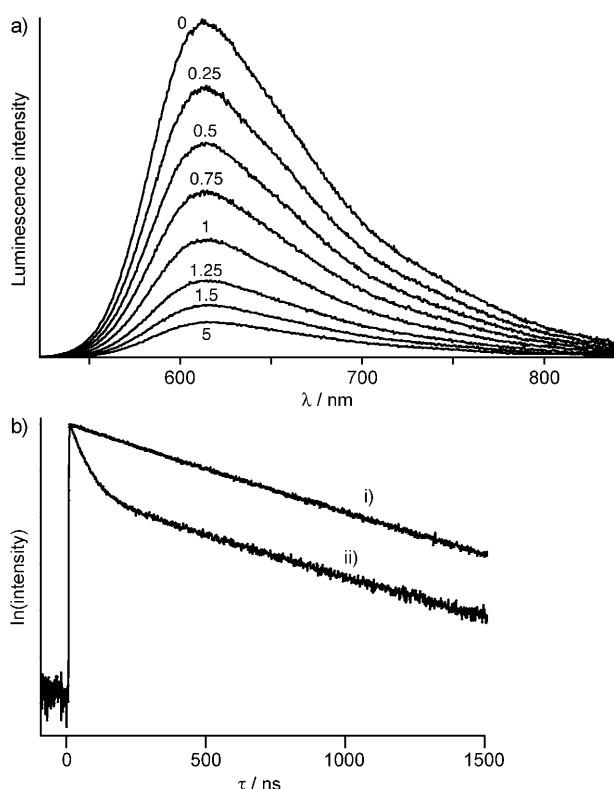 a)
Luminescence intensity
0
0.25
0.5
0.75
1
1.25
1.5
5
600
700
800
λ / nm
b)
ln(intensity)
i)
ii)
0
500
1000
1500
τ / ns